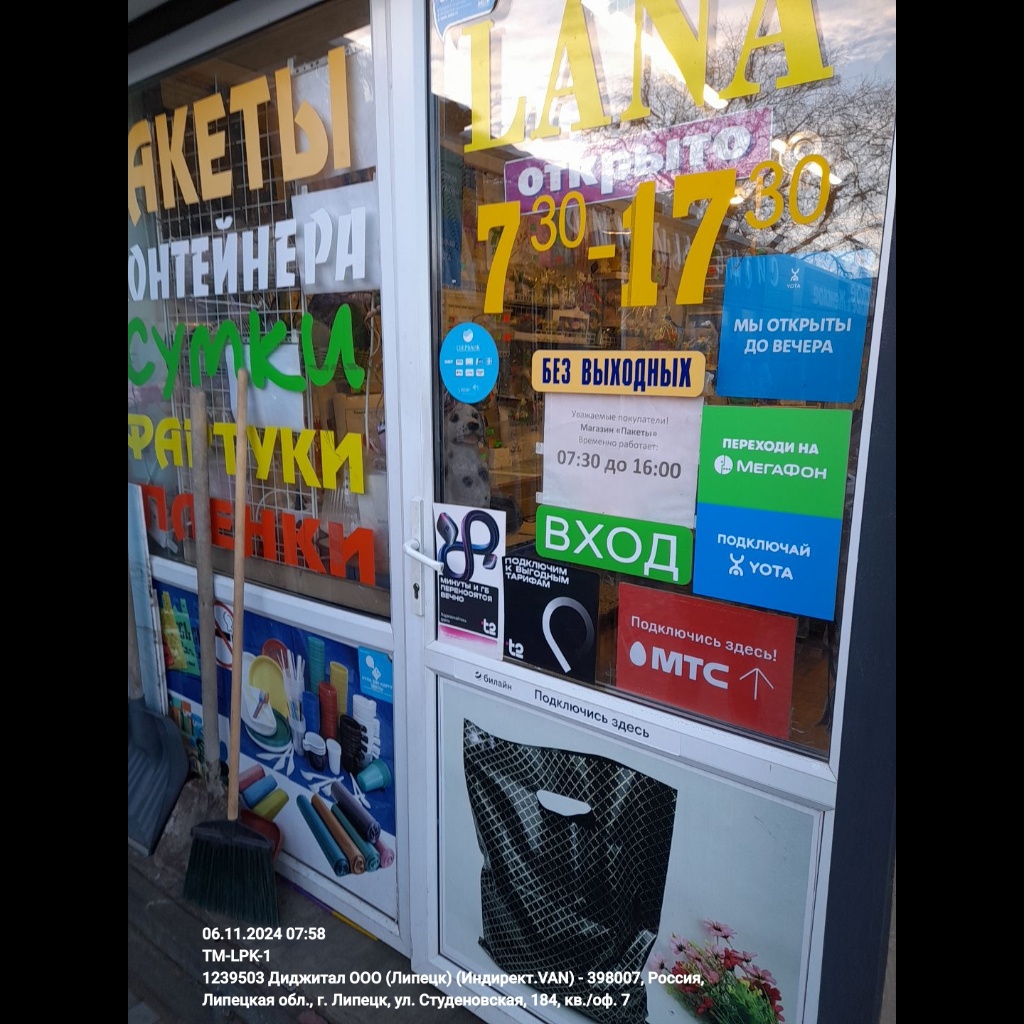 АКЕТЫ
ОНТЕЙНЕРА
СУМКИ
ФАРТУКИ
ПЛЕНКИ
LANA
ОТКРЫТО
7 30 - 17 30
YOTA
МЫ ОТКРЫТЫ
ДО ВЕЧЕРА
БЕЗ ВЫХОДНЫХ
Уважаемые покупатели!
Магазин «Пакеты»
Временно работает:
07:30 до 16:00
ПЕРЕХОДИ НА
МЕГАФОН
ВХОД
ПОДКЛЮЧАЙ
YOTA
МИНУТЫ И ГБ
ПЕРЕНОСЯТСЯ
ВЕЧНО
t2
ПОДКЛЮЧИМ
К ВЫГОДНЫМ
ТАРИФАМ
t2
Подключись здесь!
МТС
билайн
Подключись здесь
06.11.2024 07:58
TM-LPK-1
1239503 Диджитал ООО (Липецк) (Индирект.VAN) - 398007, Россия,
Липецкая обл., г. Липецк, ул. Студеновская, 184, кв./оф. 7